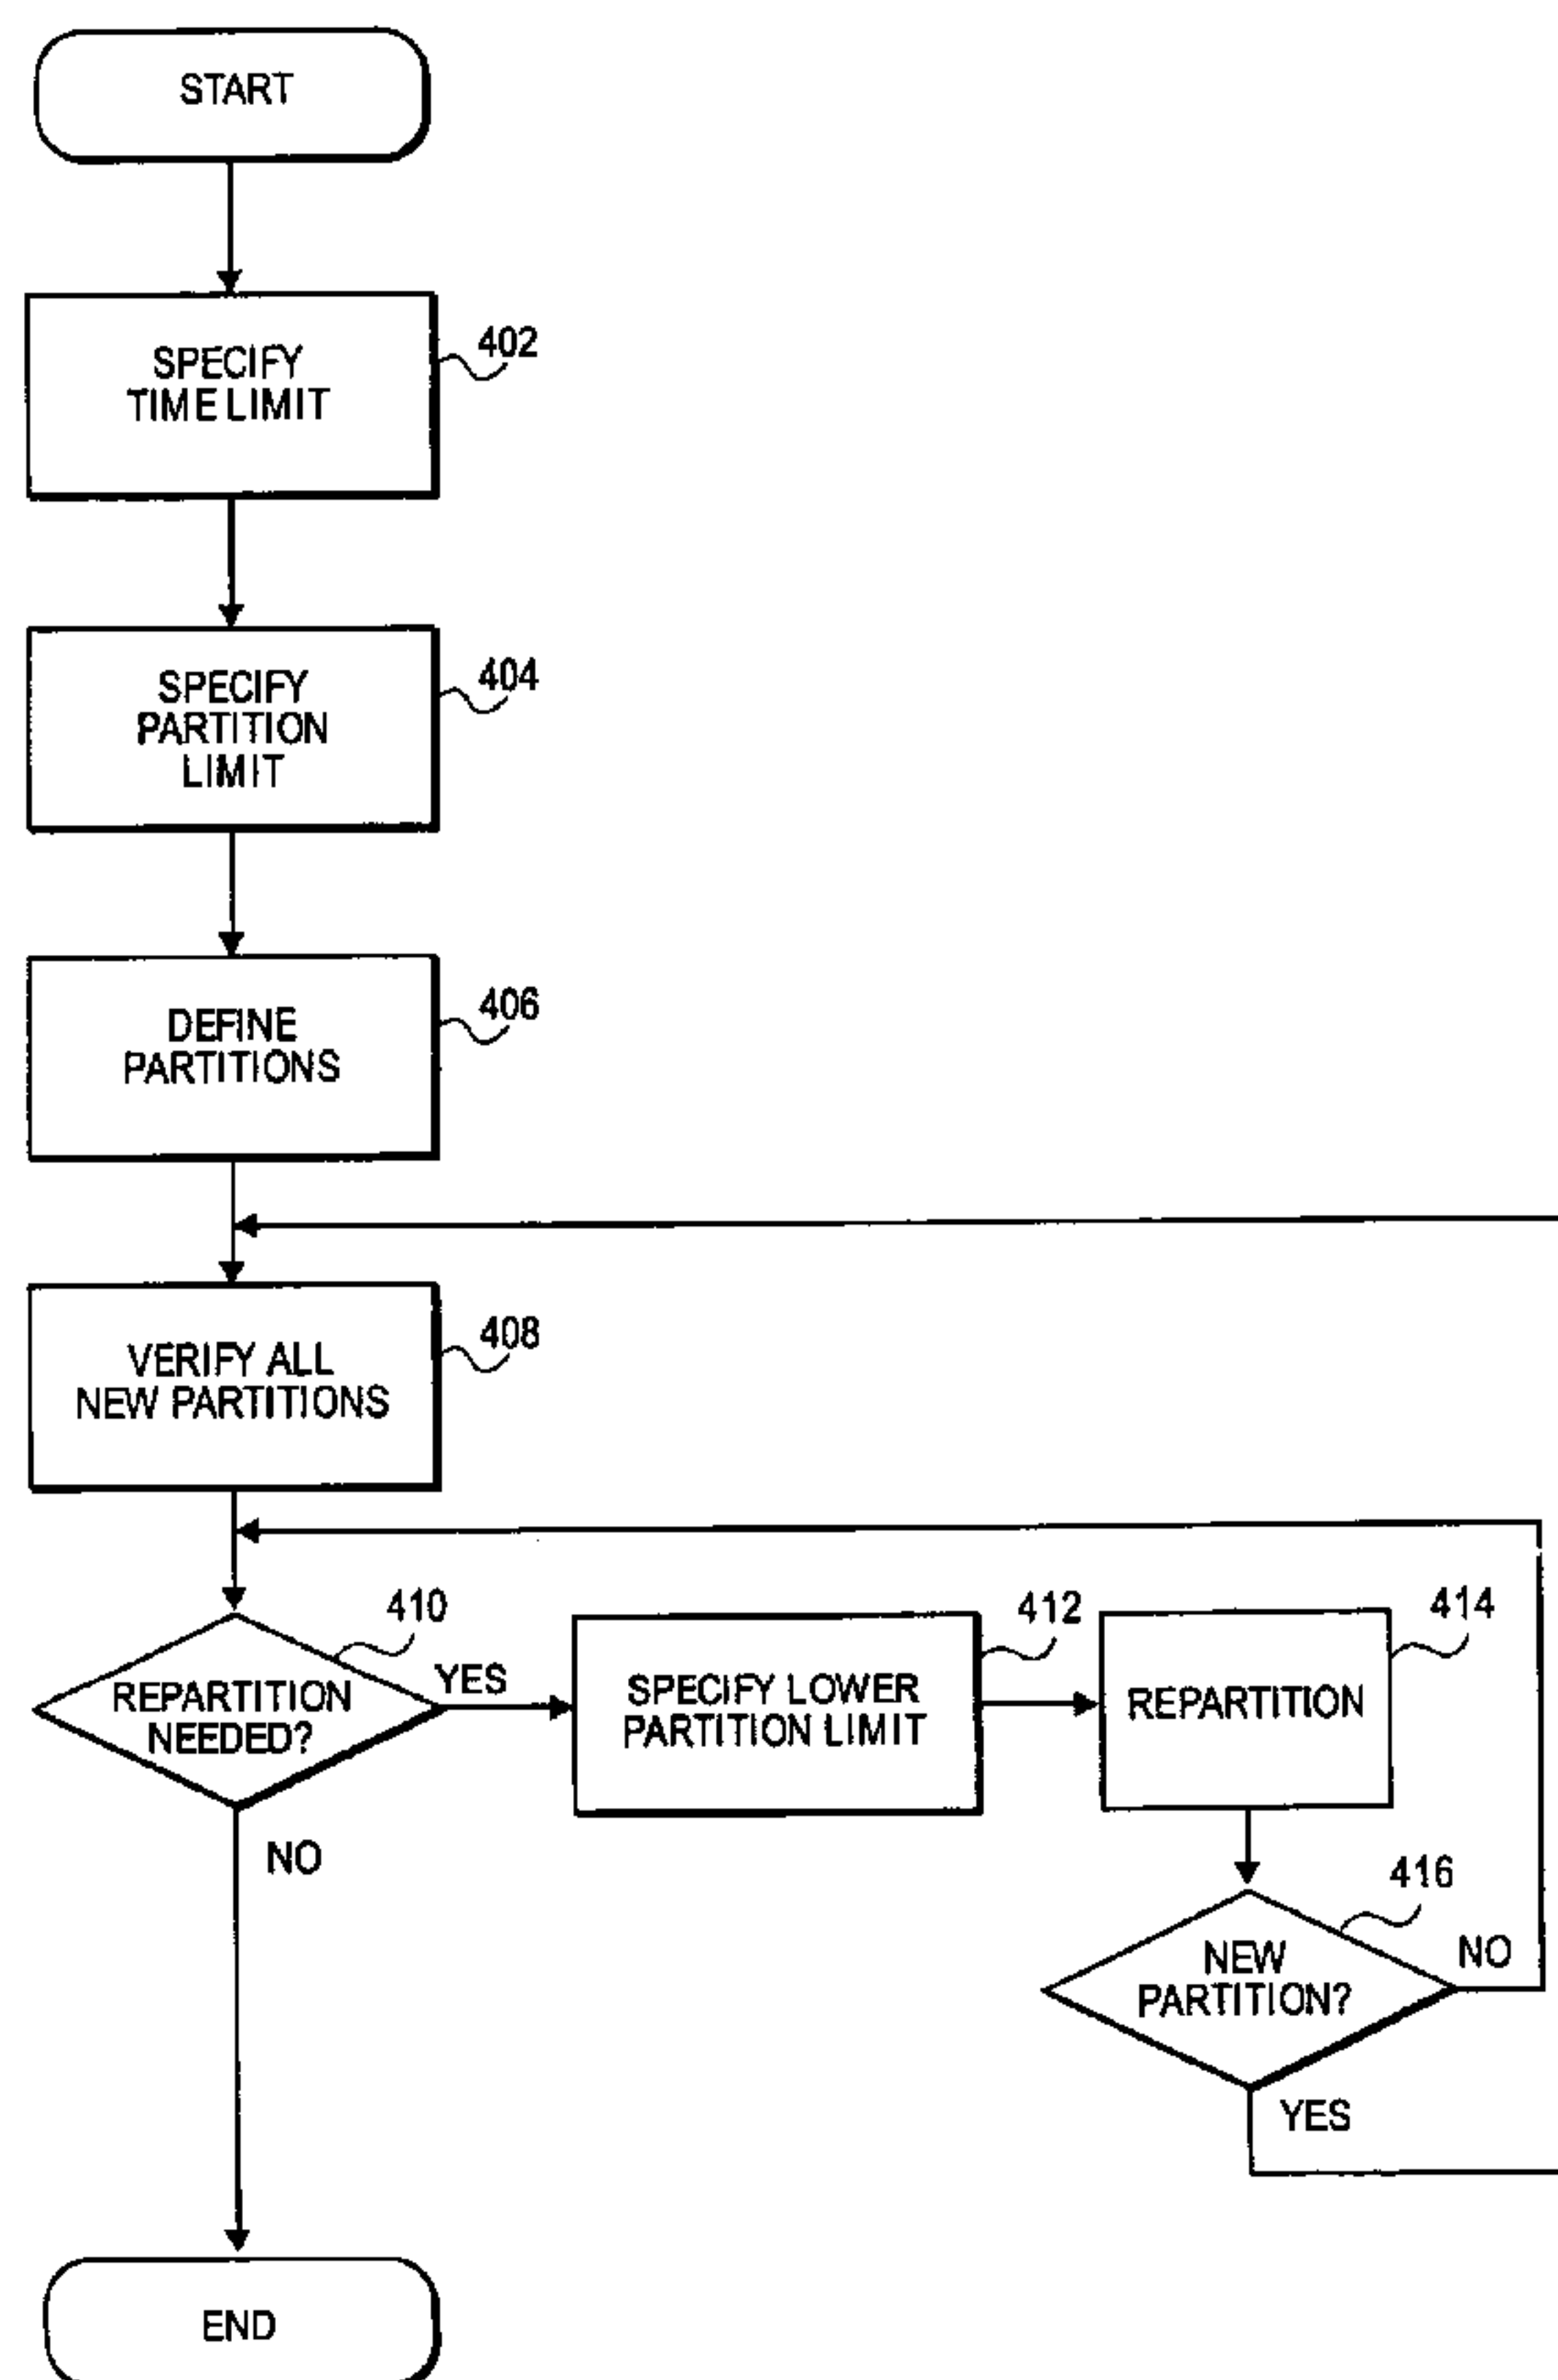 START
402
SPECIFY
TIME LIMIT
404
SPECIFY
PARTITION
LIMIT
406
DEFINE
PARTITIONS
408
VERIFY ALL
NEW PARTITIONS
410
REPARTITION
NEEDED?
YES
NO
412
SPECIFY LOWER
PARTITION LIMIT
414
REPARTITION
416
NEW
PARTITION?
NO
YES
END